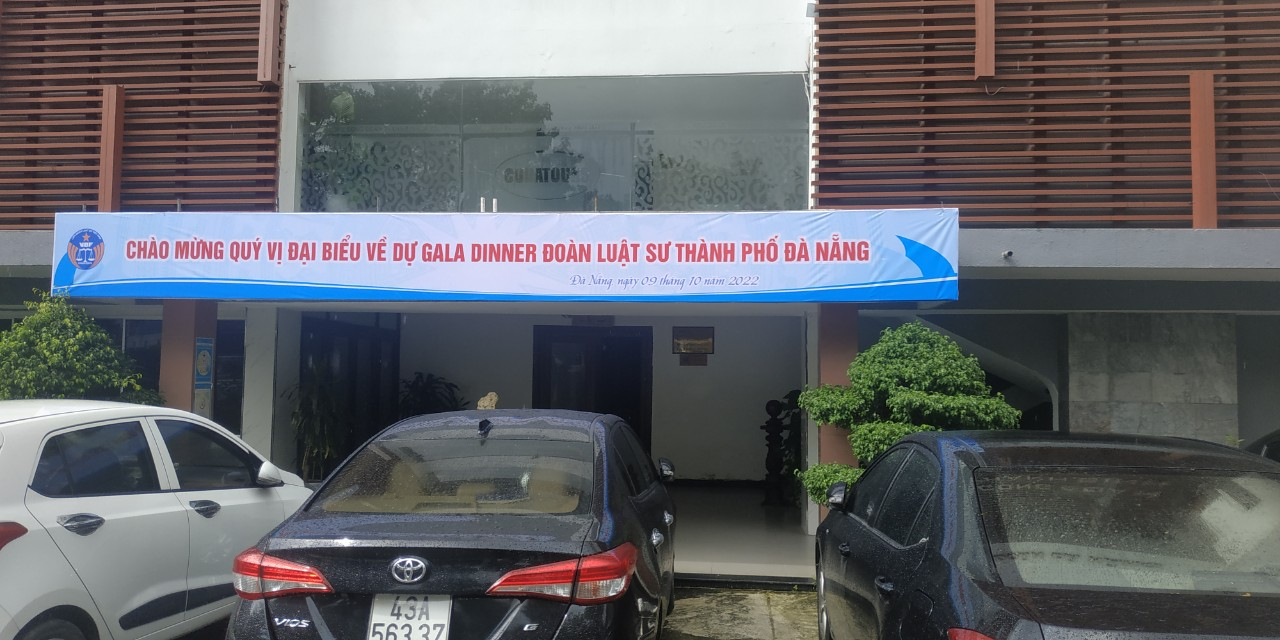 CHÀO MỪNG QUÝ VỊ ĐẠI BIỂU VỀ DỰ GALA DINNER ĐOÀN LUẬT SƯ THÀNH PHỐ ĐÀ NẴNG
Đà Nẵng, ngày 09 tháng 10 năm 2022
VIOS
G
43A
563.37